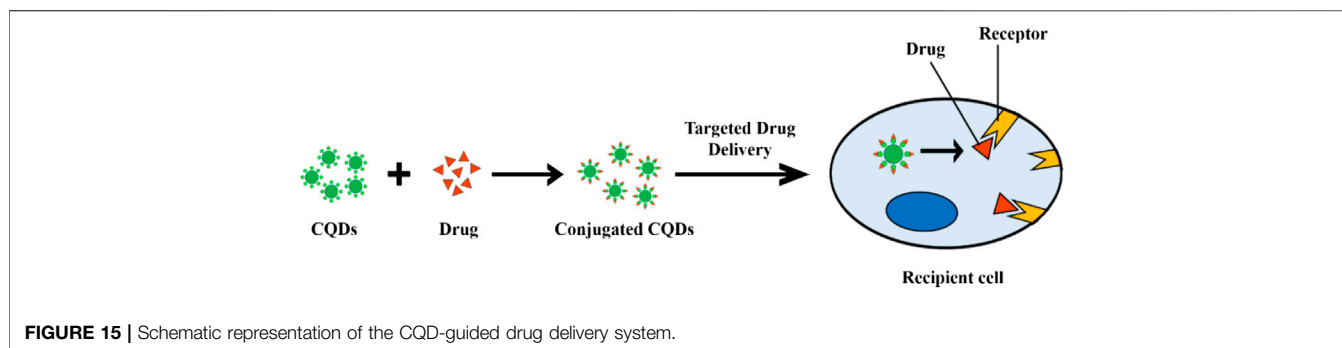 Receptor
Drug
Targeted Drug
Delivery
CQDs
Drug
Conjugated CQDs
Recipient cell
FIGURE 15 | Schematic representation of the CQD-guided drug delivery system.